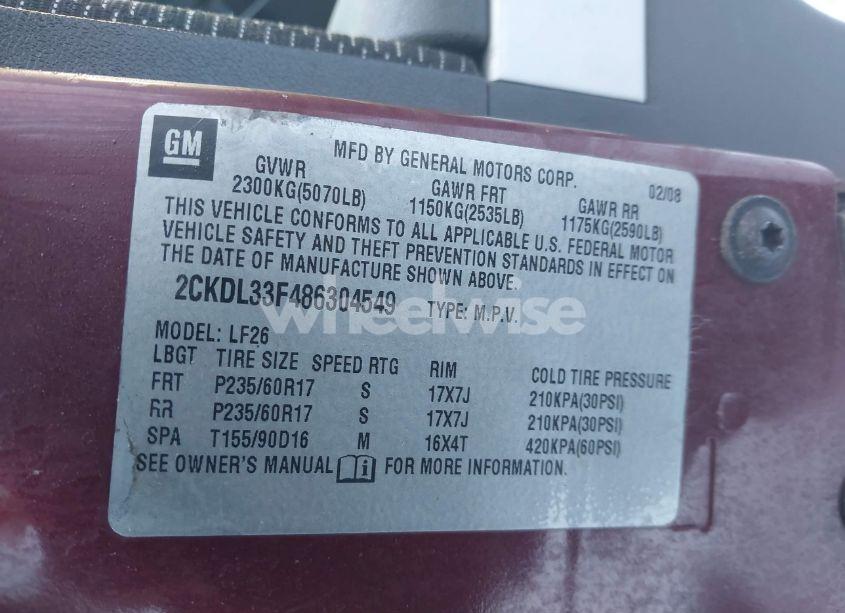 GM
MFD BY GENERAL MOTORS CORP. 02/08
GVWR GAWR FRT GAWR RR
2300KG(5070LB) 1150KG(2535LB) 1175KG(2590LB)
THIS VEHICLE CONFORMS TO ALL APPLICABLE U.S. FEDERAL MOTOR
VEHICLE SAFETY AND THEFT PREVENTION STANDARDS IN EFFECT ON
THE DATE OF MANUFACTURE SHOWN ABOVE.
2CKDL33F486304549 TYPE: M.P.V.
wheelwise
MODEL: LF26
LBGT TIRE SIZE SPEED RTG RIM COLD TIRE PRESSURE
FRT P235/60R17 S 17X7J 210KPA(30PSI)
RR P235/60R17 S 17X7J 210KPA(30PSI)
SPA T155/90D16 M 16X4T 420KPA(60PSI)
SEE OWNER'S MANUAL FOR MORE INFORMATION.